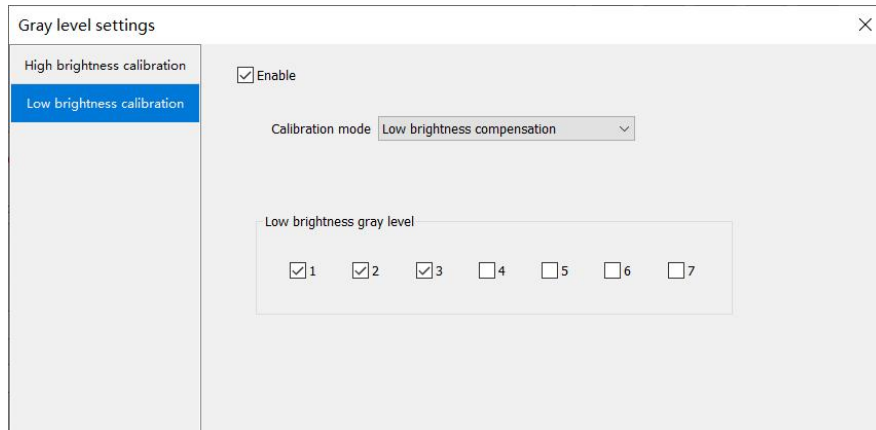 Gray level settings
High brightness calibration
Low brightness calibration
Enable
Calibration mode Low brightness compensation
Low brightness gray level
1 2 3 4 5 6 7